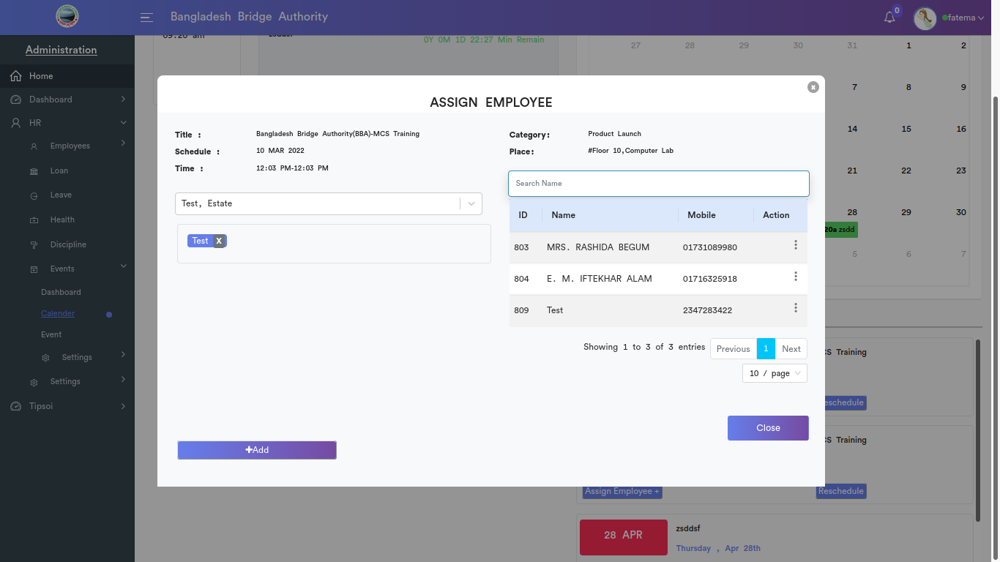 Bangladesh Bridge Authority
0
fatema
Administration
Home
Dashboard
HR
Employees
Loan
Leave
Health
Discipline
Events
Dashboard
Calender
Event
Settings
Settings
Tipsoi
09:20 am
zsddsf
0Y 0M 1D 22:27 Min Remain
27 28 29 30 31 1 2
7 8 9
14 15 16
21 22 23
28 29 30
20a zsdd
5 6 7
ASSIGN EMPLOYEE
Title : Bangladesh Bridge Authority(BBA)-MCS Training
Schedule : 10 MAR 2022
Time : 12:03 PM-12:03 PM
Category: Product Launch
Place: #Floor 10,Computer Lab
Test, Estate
Test X
+Add
Search Name
ID Name Mobile Action
803 MRS. RASHIDA BEGUM 01731089980
804 E. M. IFTEKHAR ALAM 01716325918
809 Test 2347283422
Showing 1 to 3 of 3 entries Previous 1 Next
10 / page
Close
CS Training
eschedule
CS Training
Assign Employee + Reschedule
28 APR
zsddsf
Thursday , Apr 28th